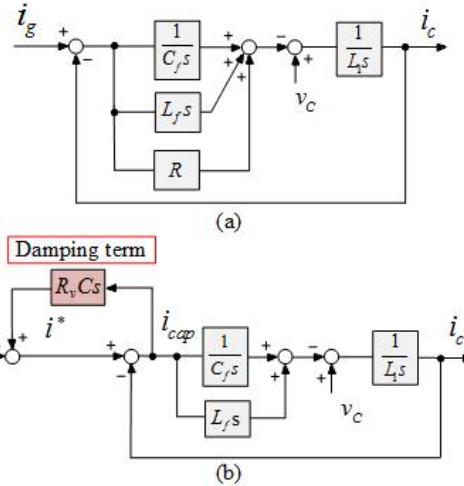 i_g + − 1/(C_f s) + + + − + 1/(L_1 s) i_c
L_f s v_C
R
(a)
Damping term
R_v Cs
+ i* + − i_cap 1/(C_f s) + + − + 1/(L_1 s) i_c
L_f s v_C
(b)